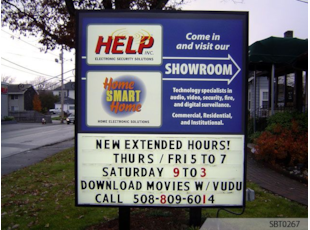 HELP INC.
ELECTRONIC SECURITY SOLUTIONS
Home
SMART
Home
HOME ELECTRONIC SOLUTIONS
Come in
and visit our
SHOWROOM
Technology specialists in
audio, video, security, fire,
and digital surveillance.
Commercial, Residential,
and Institutional.
NEW EXTENDED HOURS!
THURS / FRI 5 TO 7
SATURDAY 9 TO 3
DOWNLOAD MOVIES W/ VUDU
CALL 508-809-6014
SBT0267